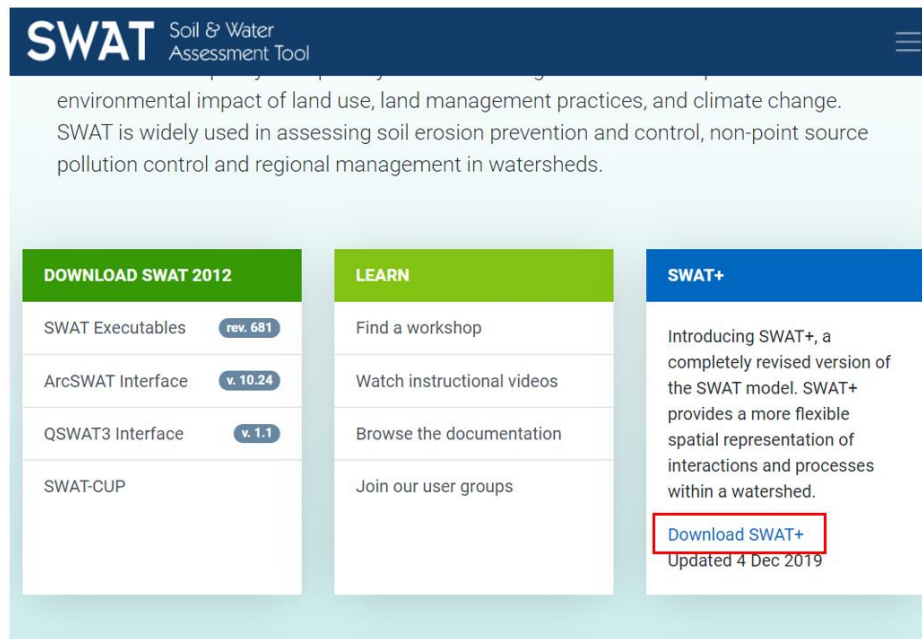 SWAT Soil & Water
Assessment Tool
environmental impact of land use, land management practices, and climate change.
SWAT is widely used in assessing soil erosion prevention and control, non-point source
pollution control and regional management in watersheds.
DOWNLOAD SWAT 2012
SWAT Executables rev. 681
ArcSWAT Interface v. 10.24
QSWAT3 Interface v. 1.1
SWAT-CUP
LEARN
Find a workshop
Watch instructional videos
Browse the documentation
Join our user groups
SWAT+
Introducing SWAT+, a
completely revised version of
the SWAT model. SWAT+
provides a more flexible
spatial representation of
interactions and processes
within a watershed.
Download SWAT+
Updated 4 Dec 2019